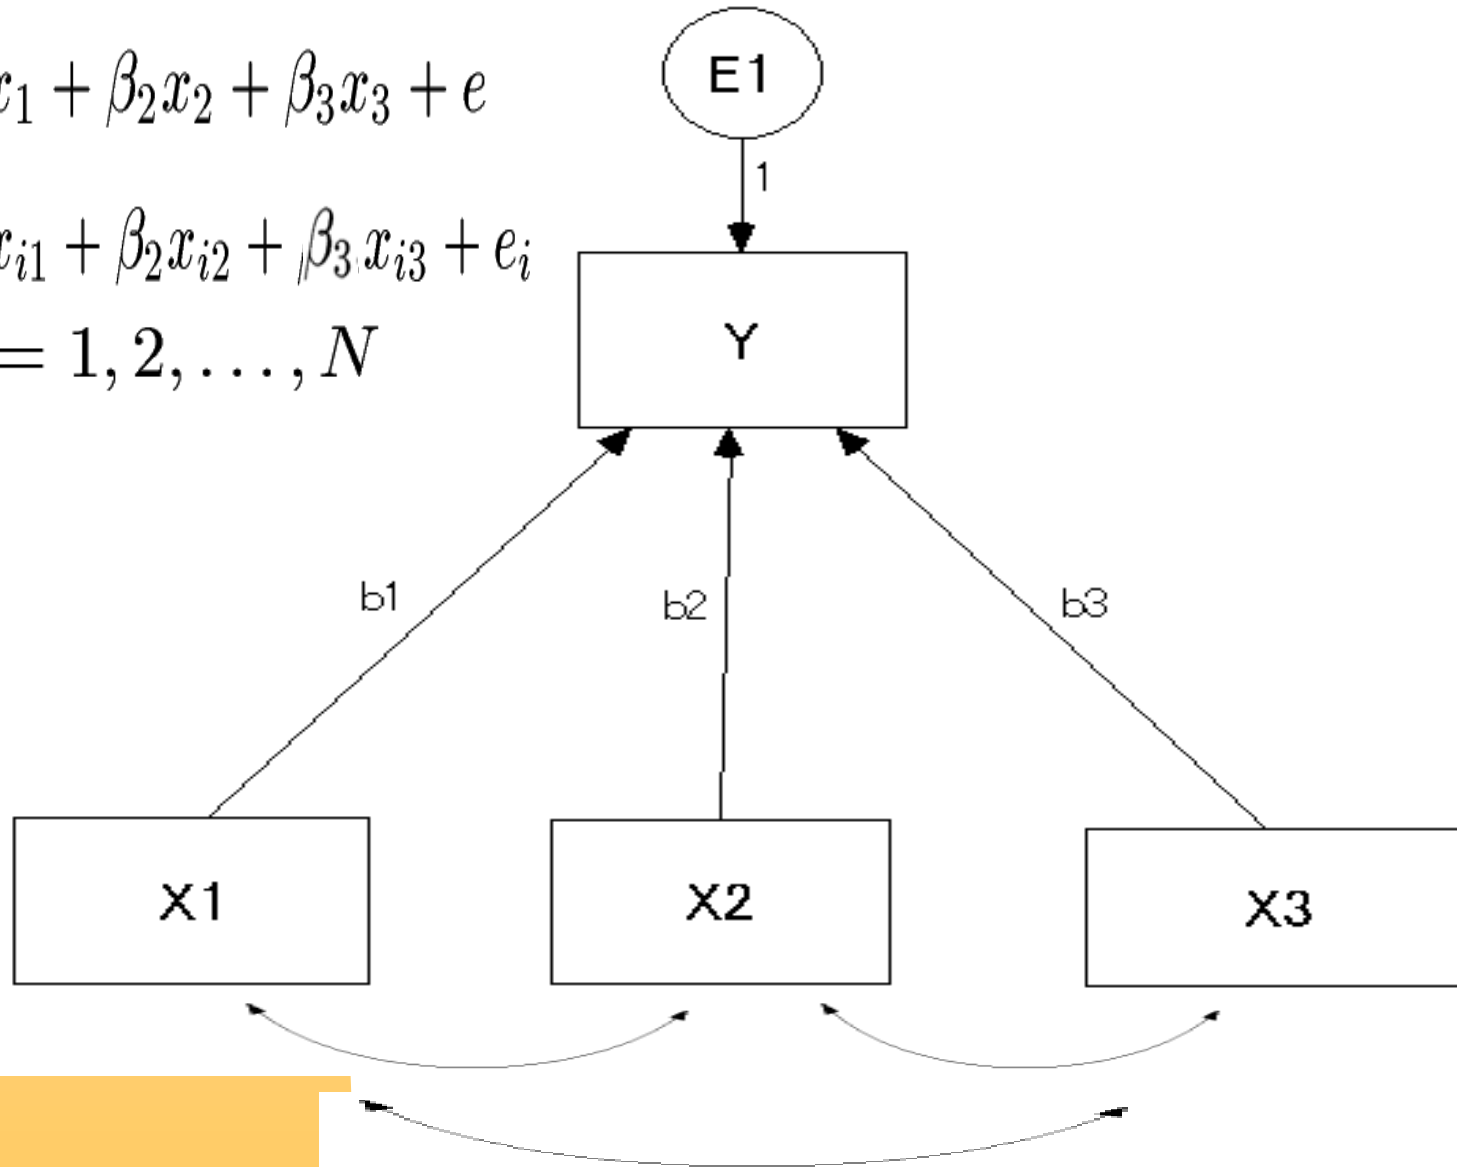 x₁ + β₂x₂ + β₃x₃ + e
xᵢ₁ + β₂xᵢ₂ + β₃xᵢ₃ + eᵢ
= 1, 2, . . . , N
E1
1
Y
b1
b2
b3
X1
X2
X3